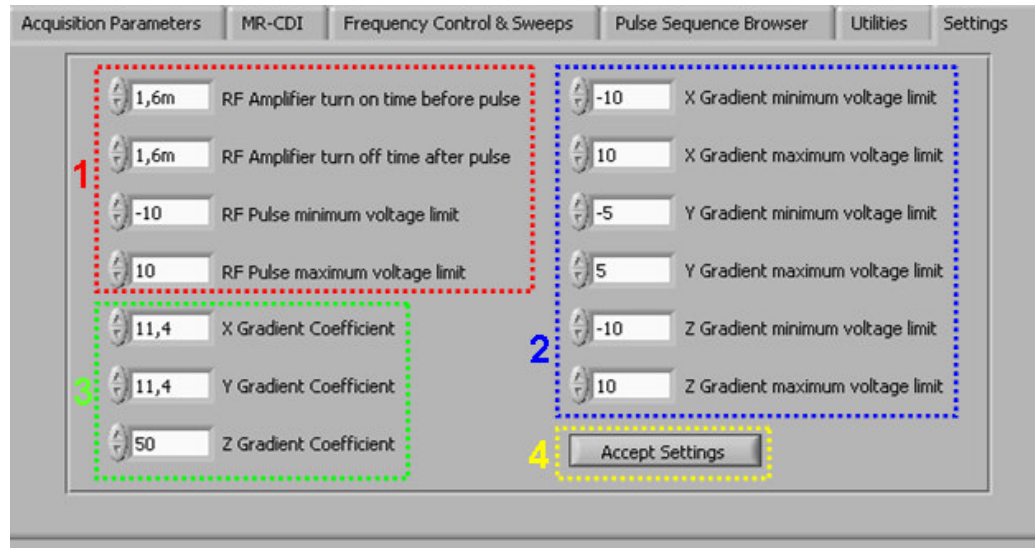 Acquisition Parameters MR-CDI Frequency Control & Sweeps Pulse Sequence Browser Utilities Settings
1
1,6m RF Amplifier turn on time before pulse
1,6m RF Amplifier turn off time after pulse
-10 RF Pulse minimum voltage limit
10 RF Pulse maximum voltage limit
3
11,4 X Gradient Coefficient
11,4 Y Gradient Coefficient
50 Z Gradient Coefficient
2
-10 X Gradient minimum voltage limit
10 X Gradient maximum voltage limit
-5 Y Gradient minimum voltage limit
5 Y Gradient maximum voltage limit
-10 Z Gradient minimum voltage limit
10 Z Gradient maximum voltage limit
4
Accept Settings